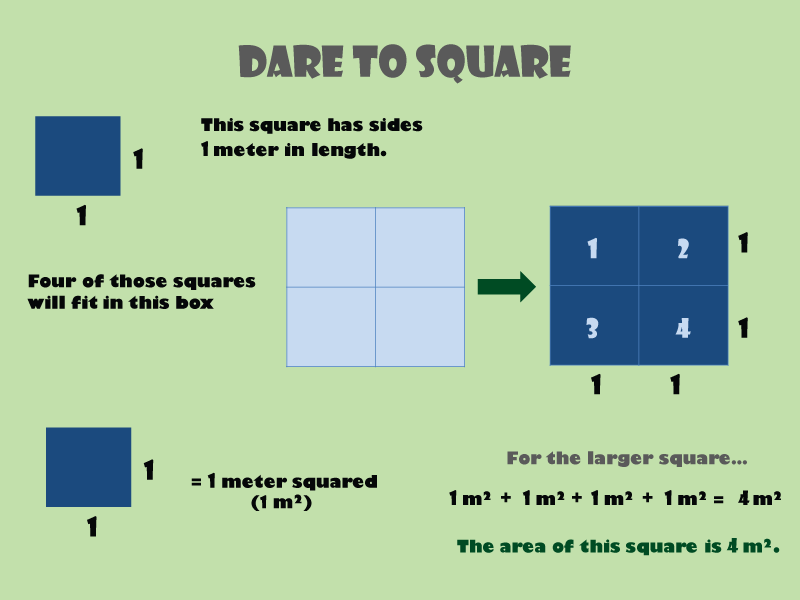 DARE TO SQUARE
This square has sides
1 meter in length.
1
1
Four of those squares
will fit in this box
1 2
3 4
1
1
1 1
1
1
= 1 meter squared
(1 m²)
For the larger square...
1 m² + 1 m² + 1 m² + 1 m² = 4 m²
The area of this square is 4 m².